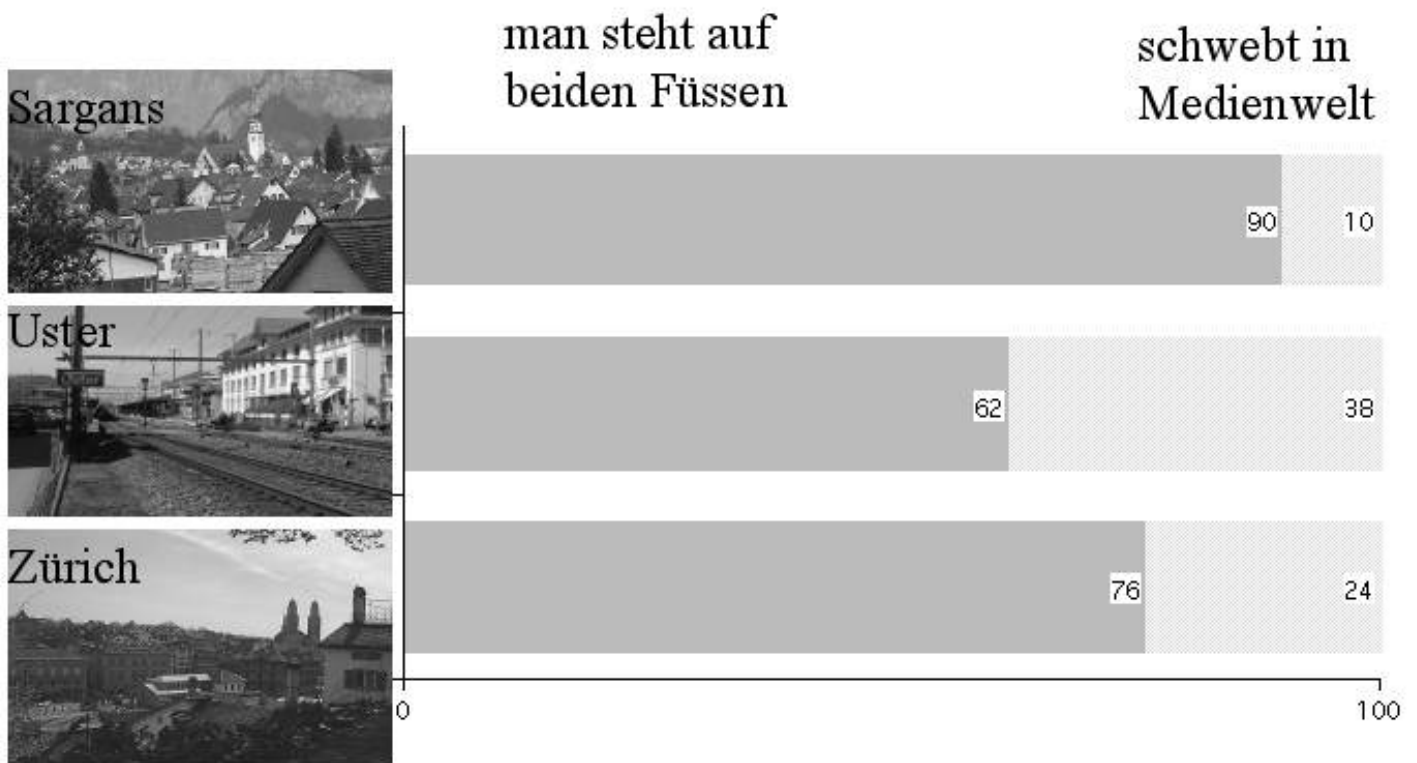 man steht auf
beiden Füssen
schwebt in
Medienwelt
Sargans
90 10
Uster
62 38
Zürich
76 24
0 100